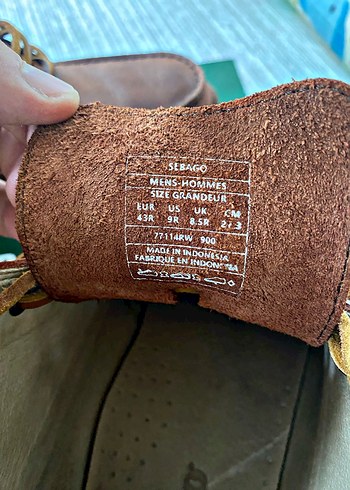 SEBAGO
MENS-HOMMES
SIZE GRANDEUR
EUR US UK CM
43R 9R 8.5R
77114RW 900
MADE IN INDONESIA
FABRIQUE EN INDONESIA